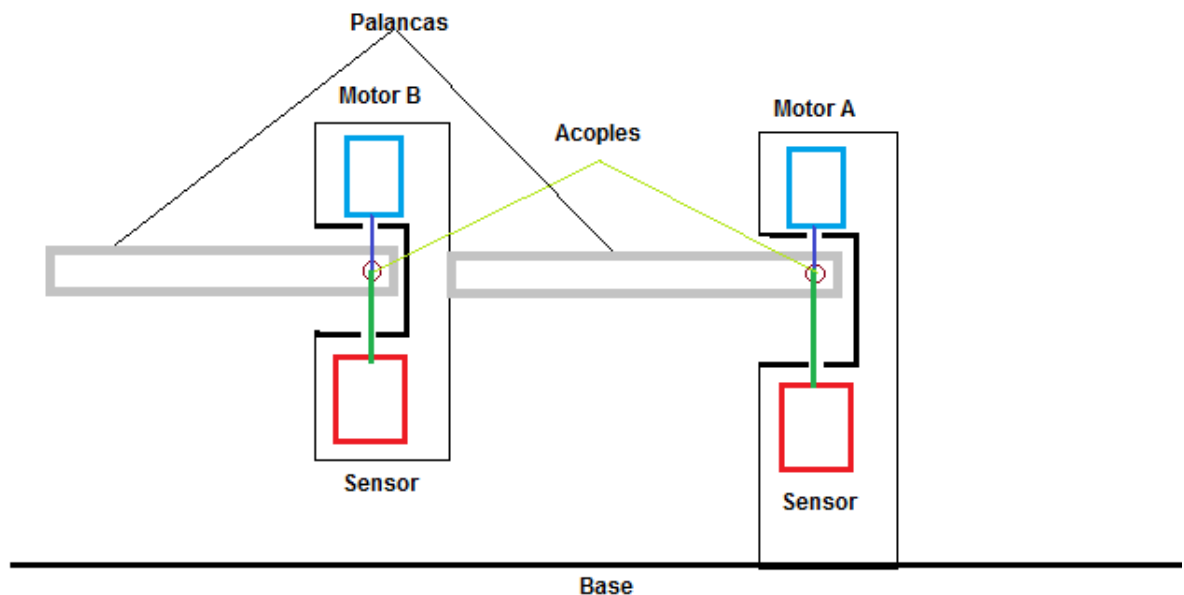 Palancas
Motor B
Motor A
Acoples
Sensor
Sensor
Base